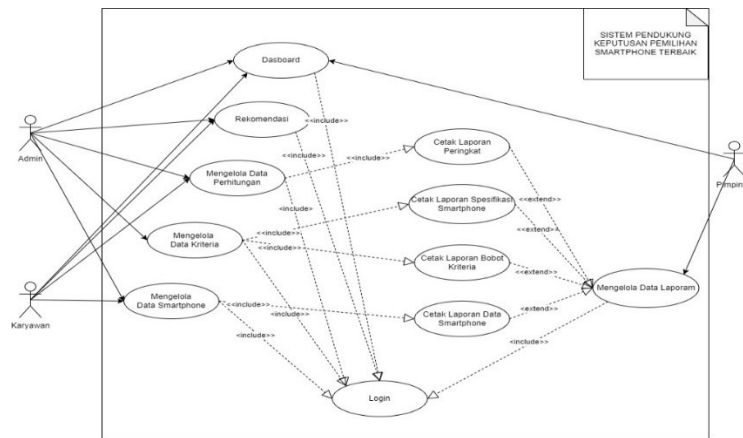 SISTEM PENDUKUNG
KEPUTUSAN PEMILIHAN
SMARTPHONE TERBAIK
Dasboard
Rekomendasi
<<include>>
<<include>>
<<include>>
Cetak Laporan
Peringkat
Admin
Mengelola Data
Perhitungan
<include>
Pimpin
Cetak Laporan Spesifikasi
Smartphone
<<extend>>
<<extend>>
Mengelola
Data Kriteria
<<include>>
<<include>>
Cetak Laporan Bobot
Kriteria
<<extend>>
Karyawan
Mengelola
Data Smartphone
<<include>>
<include>>
Cetak Laporan Data
Smartphone
<extend>>
Mengelola Data Laporam
<include>>
<include>>
Login